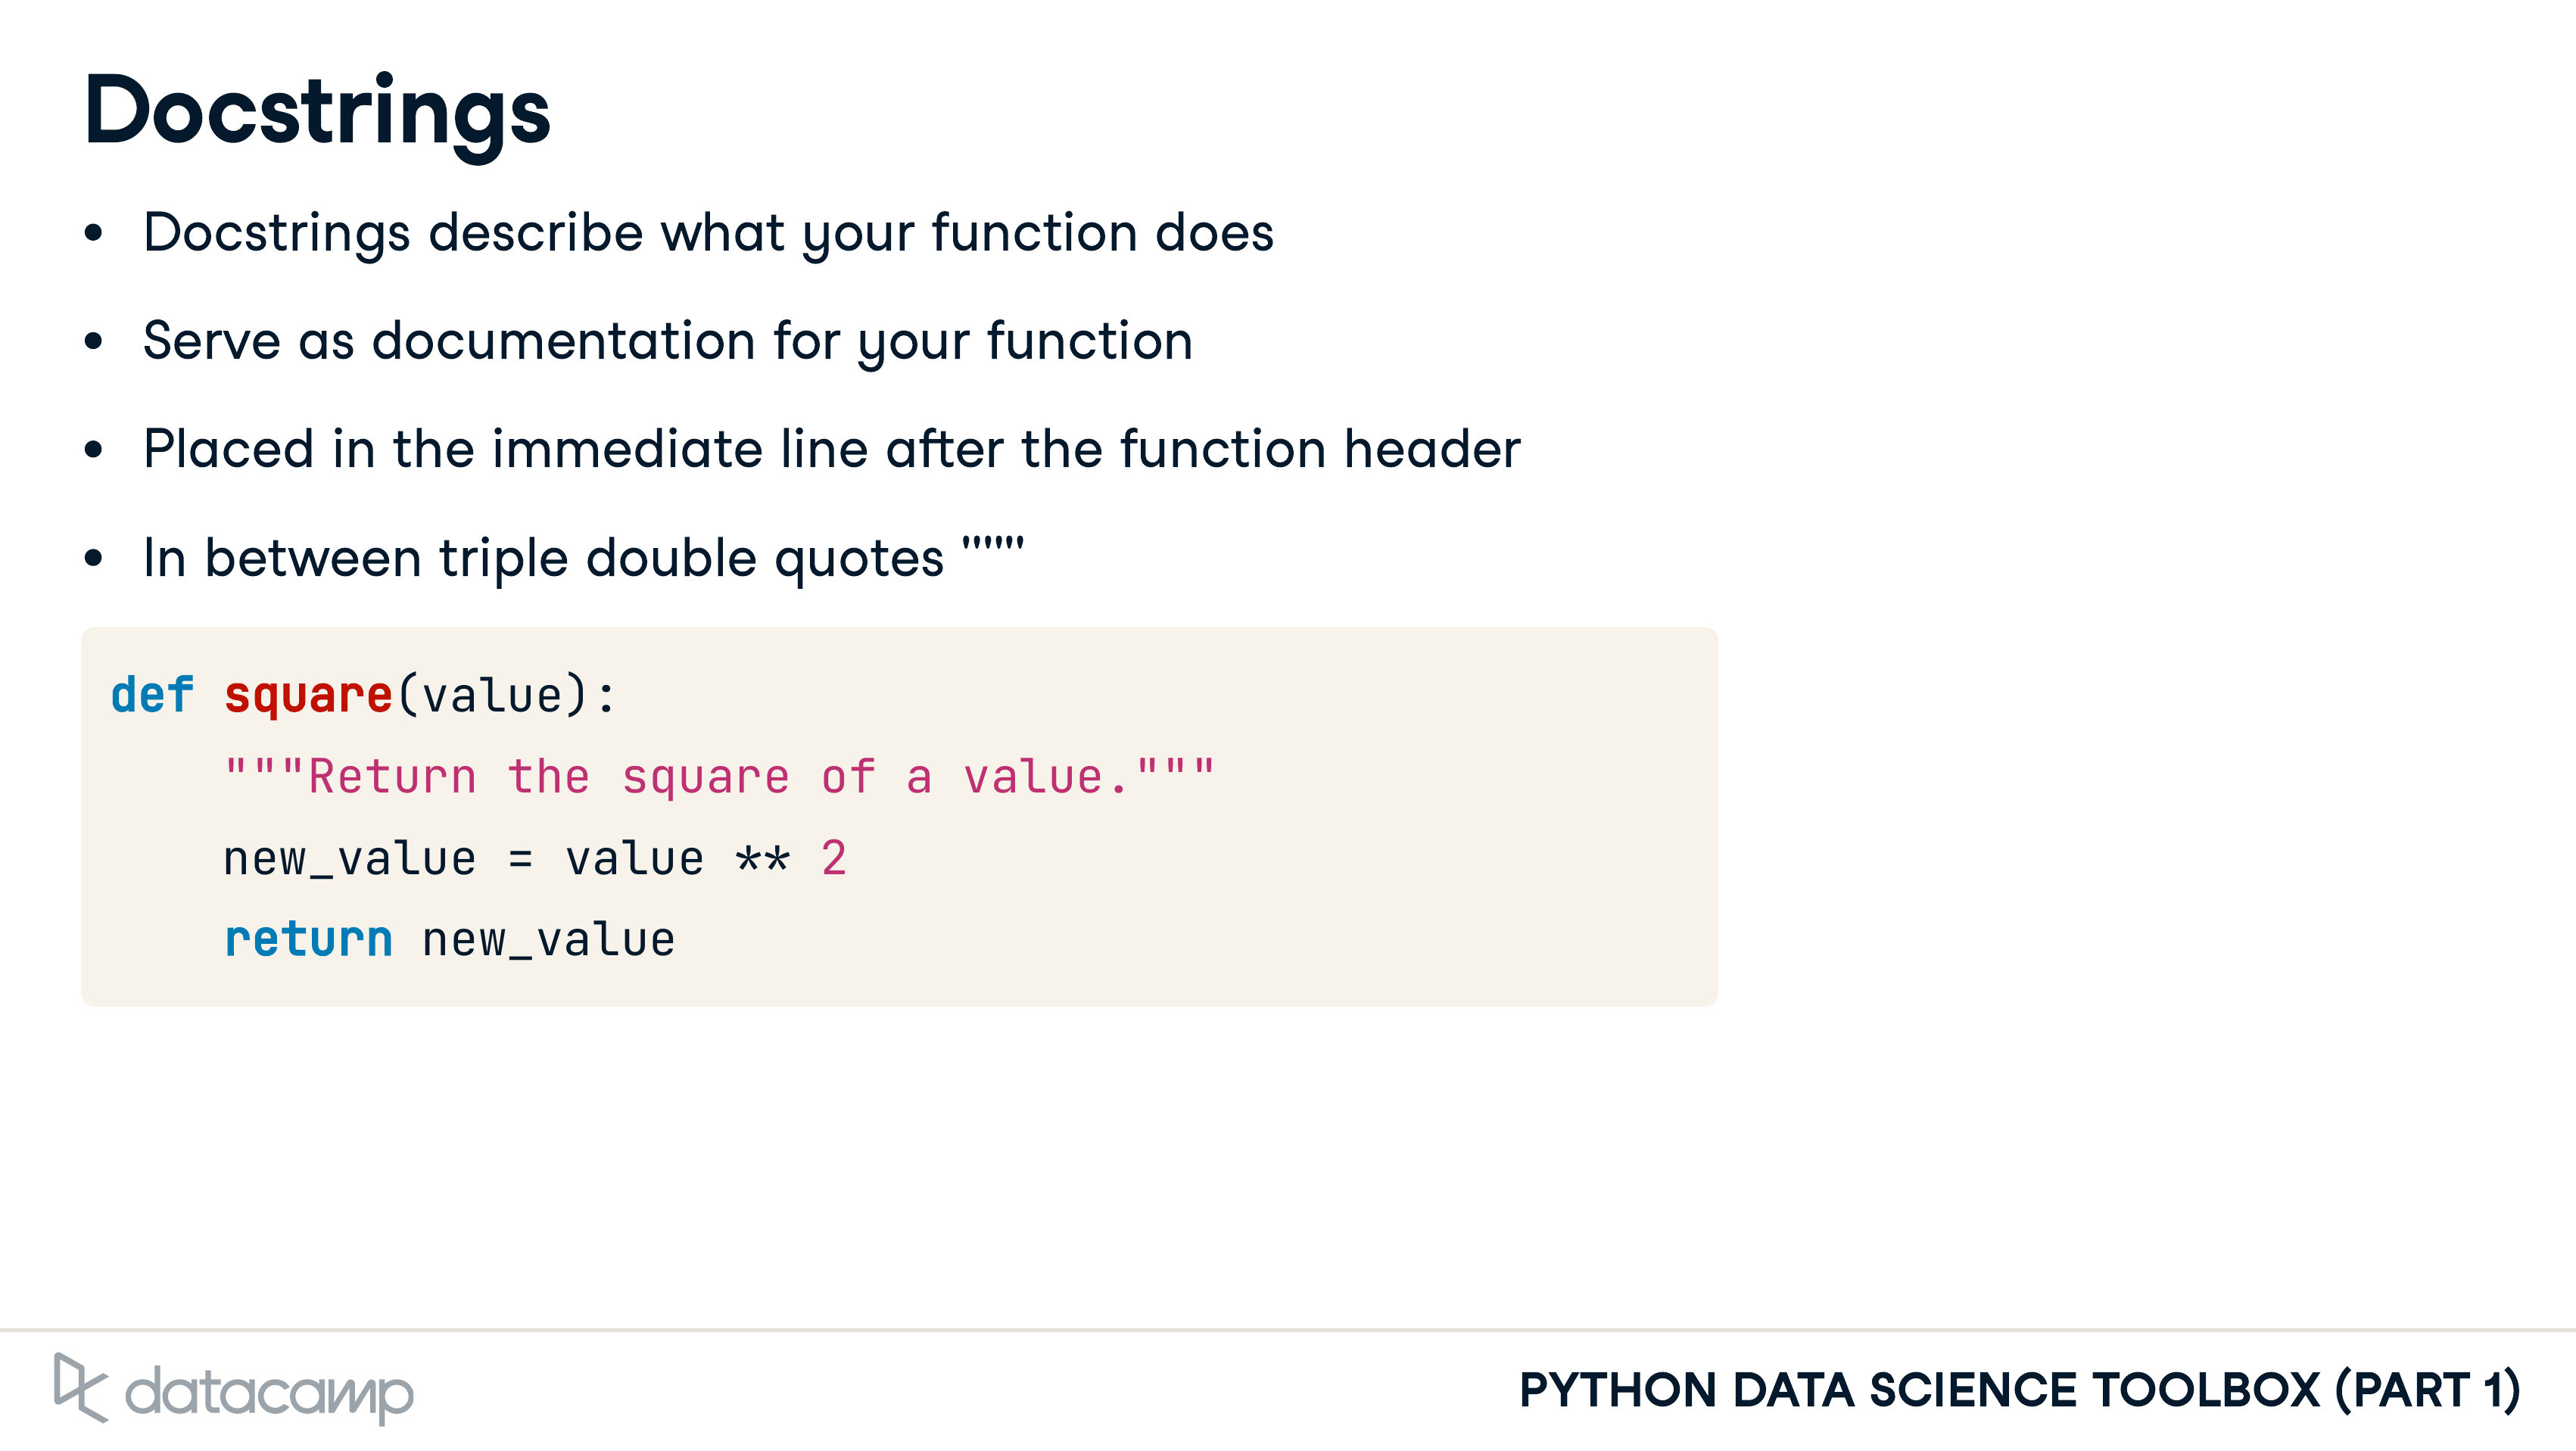 Docstrings
• Docstrings describe what your function does
• Serve as documentation for your function
• Placed in the immediate line after the function header
• In between triple double quotes """
def square(value):
    """Return the square of a value."""
    new_value = value ** 2
    return new_value
datacamp
PYTHON DATA SCIENCE TOOLBOX (PART 1)